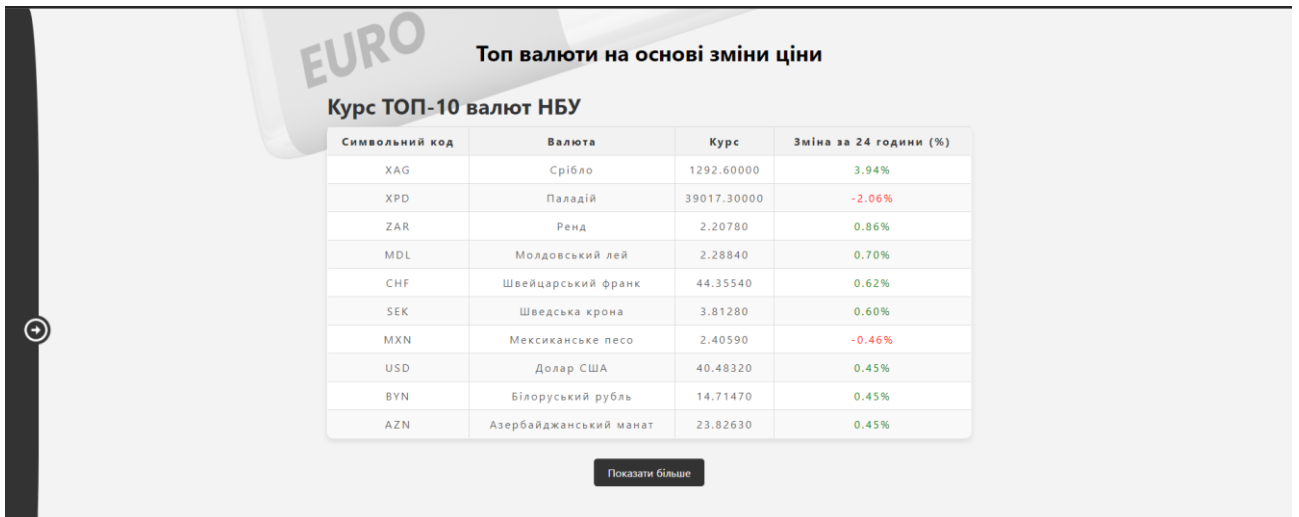 EURO
Топ валюти на основі зміни ціни
Курс ТОП-10 валют НБУ
Символьний код Валюта Курс Зміна за 24 години (%)
XAG Срібло 1292.60000 3.94%
XPD Паладій 39017.30000 -2.06%
ZAR Ренд 2.20780 0.86%
MDL Молдовський лей 2.28840 0.70%
CHF Швейцарський франк 44.35540 0.62%
SEK Шведська крона 3.81280 0.60%
MXN Мексиканське песо 2.40590 -0.46%
USD Долар США 40.48320 0.45%
BYN Білоруський рубль 14.71470 0.45%
AZN Азербайджанський манат 23.82630 0.45%
Показати більше